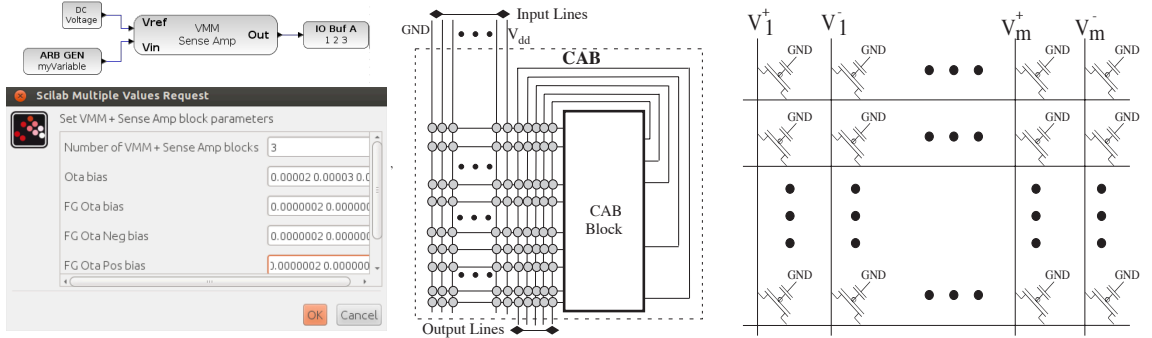 DC
Voltage
Vref
Vin
VMM
Sense Amp
Out
IO Buf A
1 2 3
ARB GEN
myVariable
Scilab Multiple Values Request
Set VMM + Sense Amp block parameters
Number of VMM + Sense Amp blocks 3
Ota bias 0.00002 0.00003 0.0
FG Ota bias 0.0000002 0.000000
FG Ota Neg bias 0.0000002 0.000000
FG Ota Pos bias 0.0000002 0.000000
OK Cancel
Input Lines
GND
Vdd
CAB
CAB
Block
Output Lines
V1+ V1- Vm+ Vm-
GND GND GND GND
GND GND GND GND
GND GND GND GND